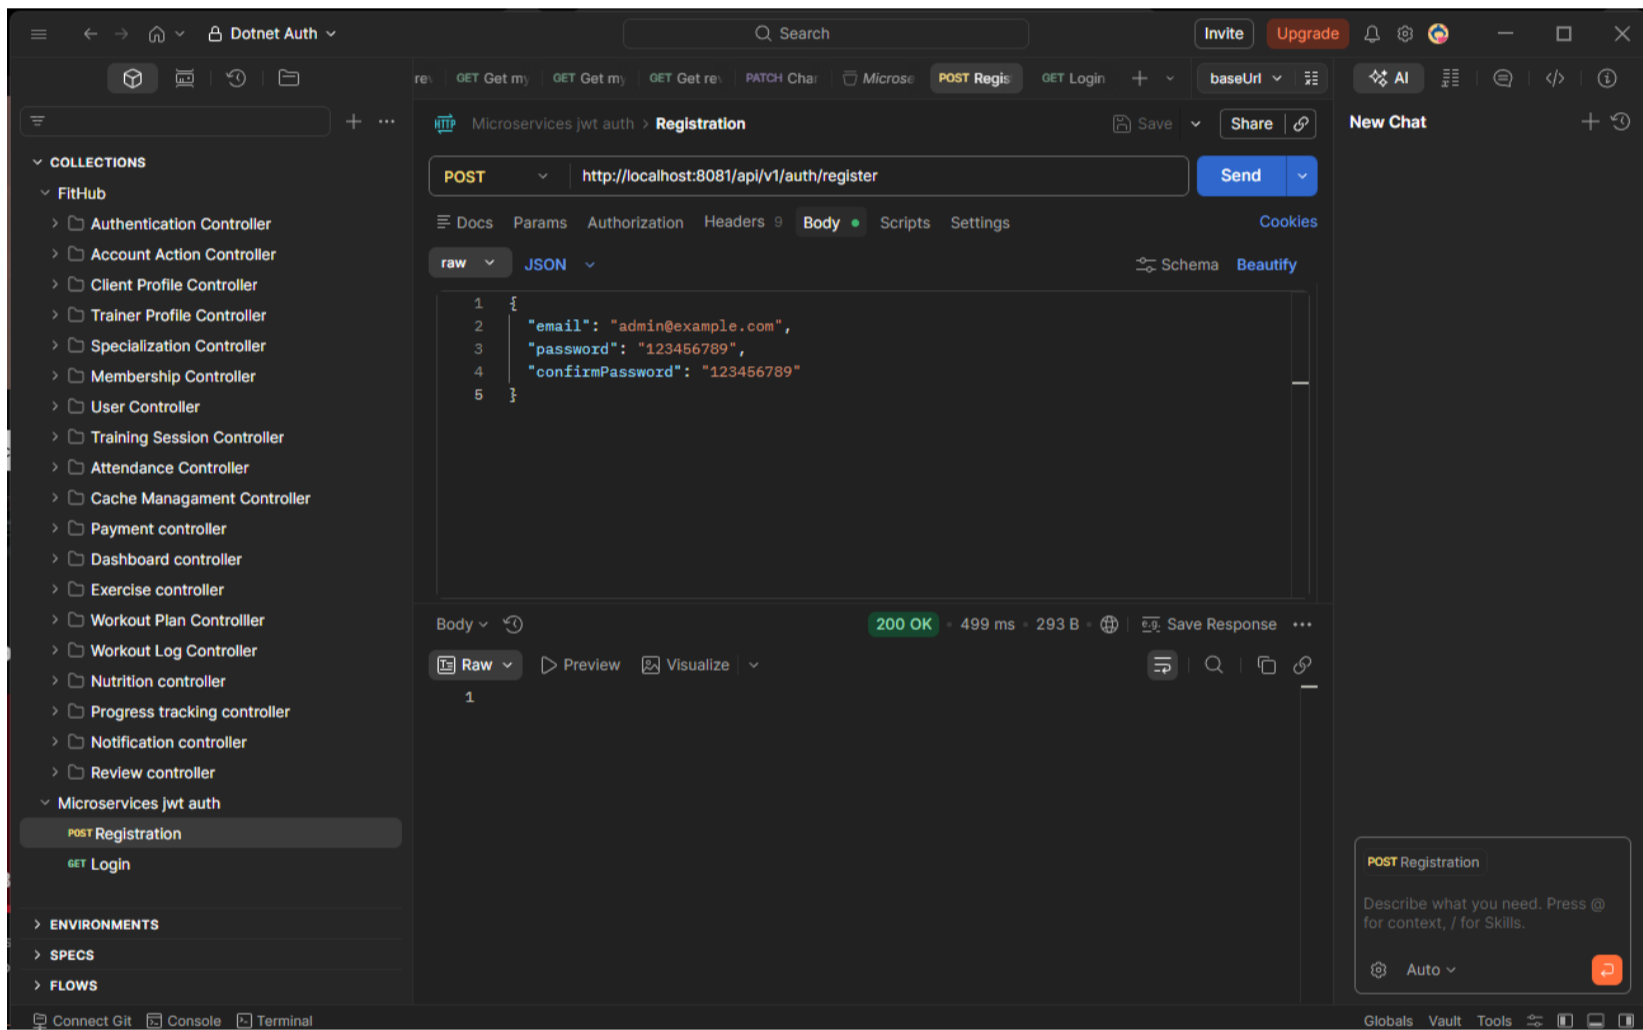 Dotnet Auth
Search
Invite
Upgrade
GET Get my
GET Get my
GET Get rev
PATCH Char
Microse
POST Regis
GET Login
baseUrl
AI
HTTP Microservices jwt auth > Registration
Save
Share
New Chat
COLLECTIONS
FitHub
Authentication Controller
Account Action Controller
Client Profile Controller
Trainer Profile Controller
Specialization Controller
Membership Controller
User Controller
Training Session Controller
Attendance Controller
Cache Managament Controller
Payment controller
Dashboard controller
Exercise controller
Workout Plan Controlller
Workout Log Controller
Nutrition controller
Progress tracking controller
Notification controller
Review controller
Microservices jwt auth
POST Registration
GET Login
ENVIRONMENTS
SPECS
FLOWS
POST
http://localhost:8081/api/v1/auth/register
Send
Docs
Params
Authorization
Headers 9
Body
Scripts
Settings
Cookies
raw
JSON
Schema
Beautify
1 {
2 "email": "admin@example.com",
3 "password": "123456789",
4 "confirmPassword": "123456789"
5 }
Body
200 OK
499 ms
293 B
e.g. Save Response
Raw
Preview
Visualize
1
POST Registration
Describe what you need. Press @
for context, / for Skills.
Auto
Connect Git
Console
Terminal
Globals
Vault
Tools